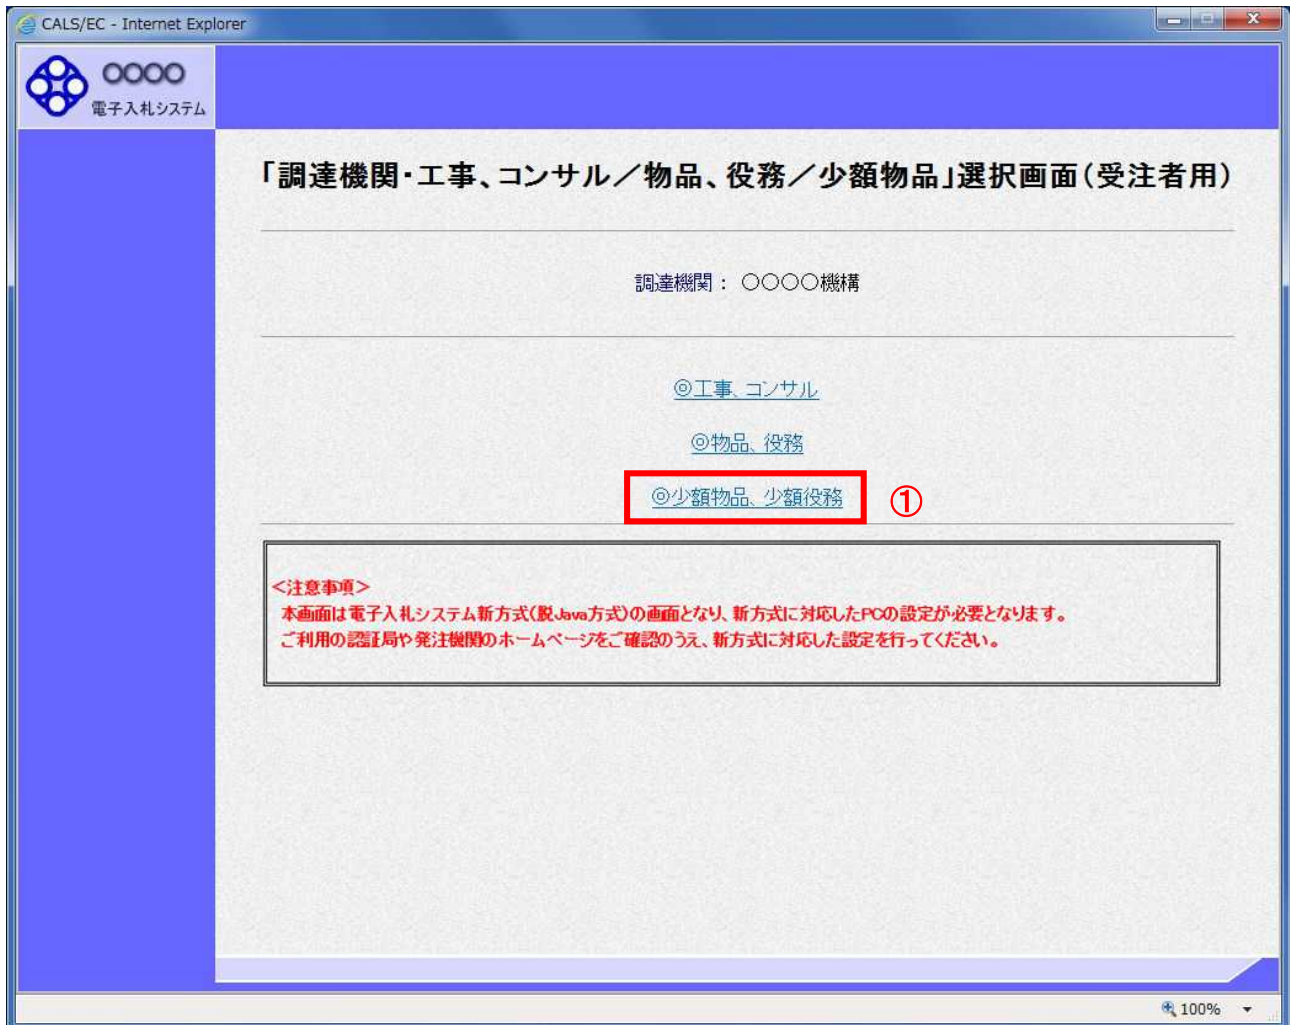 CALS/EC - Internet Explorer
〇〇〇〇
電子入札システム
「調達機関・工事、コンサル／物品、役務／少額物品」選択画面（受注者用）
調達機関： 〇〇〇〇機構
◎工事、コンサル
◎物品、役務
◎少額物品、少額役務
①
＜注意事項＞
本画面は電子入札システム新方式(脱Java方式)の画面となり、新方式に対応したPCの設定が必要となります。
ご利用の認証局や発注機関のホームページをご確認のうえ、新方式に対応した設定を行ってください。
100%